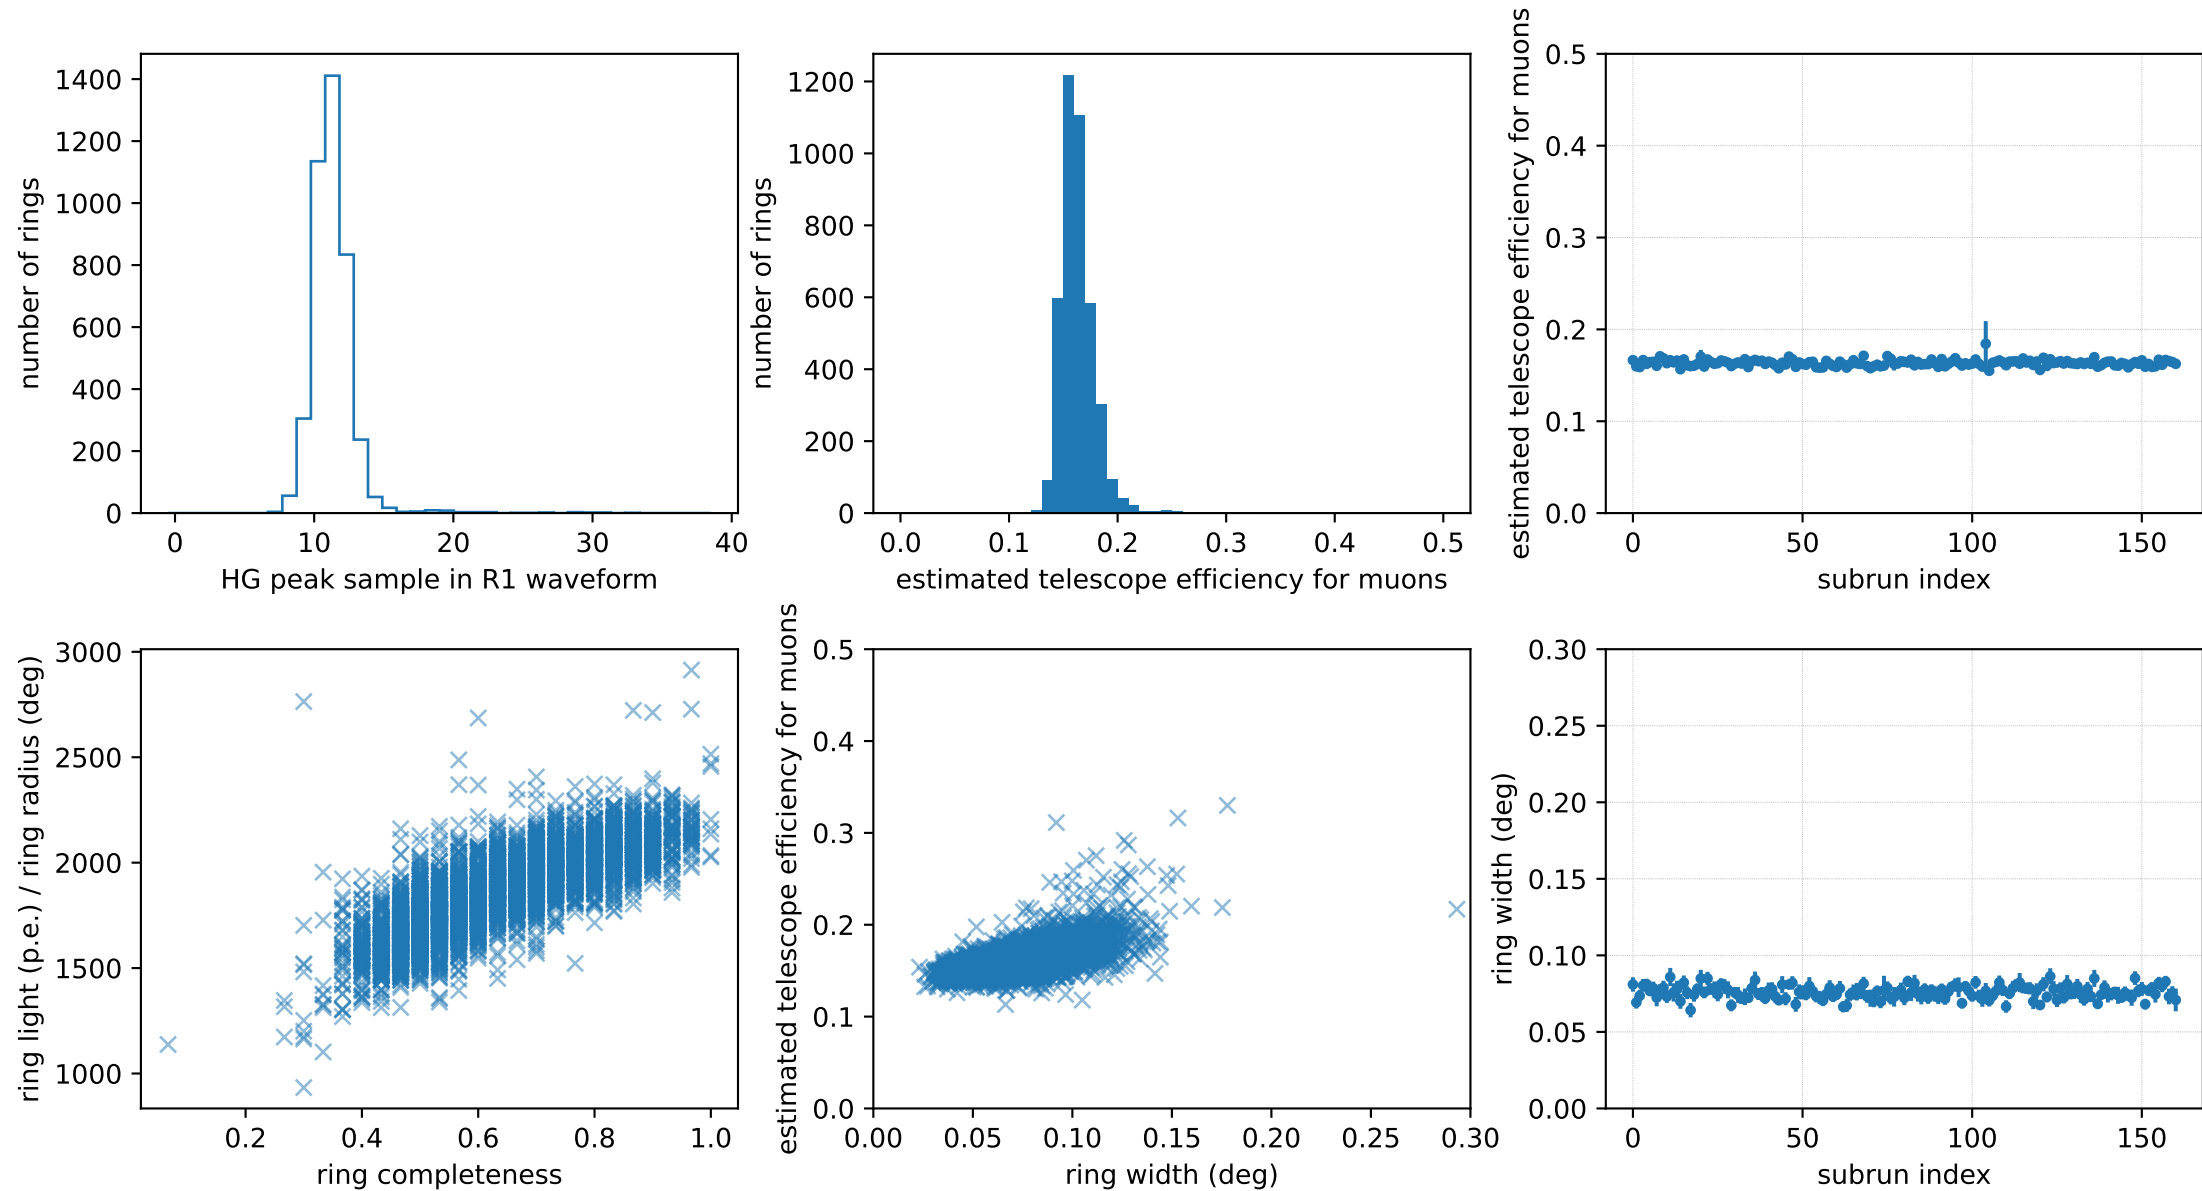 number of rings
1400
1200
1000
800
600
400
200
0
0 10 20 30 40
HG peak sample in R1 waveform
number of rings
1200
1000
800
600
400
200
0
0.0 0.1 0.2 0.3 0.4 0.5
estimated telescope efficiency for muons
estimated telescope efficiency for muons
0.5
0.4
0.3
0.2
0.1
0.0
0 50 100 150
subrun index
ring light (p.e.) / ring radius (deg)
3000
2500
2000
1500
1000
0.2 0.4 0.6 0.8 1.0
ring completeness
estimated telescope efficiency for muons
0.5
0.4
0.3
0.2
0.1
0.0
0.00 0.05 0.10 0.15 0.20 0.25 0.30
ring width (deg)
ring width (deg)
0.30
0.25
0.20
0.15
0.10
0.05
0.00
0 50 100 150
subrun index